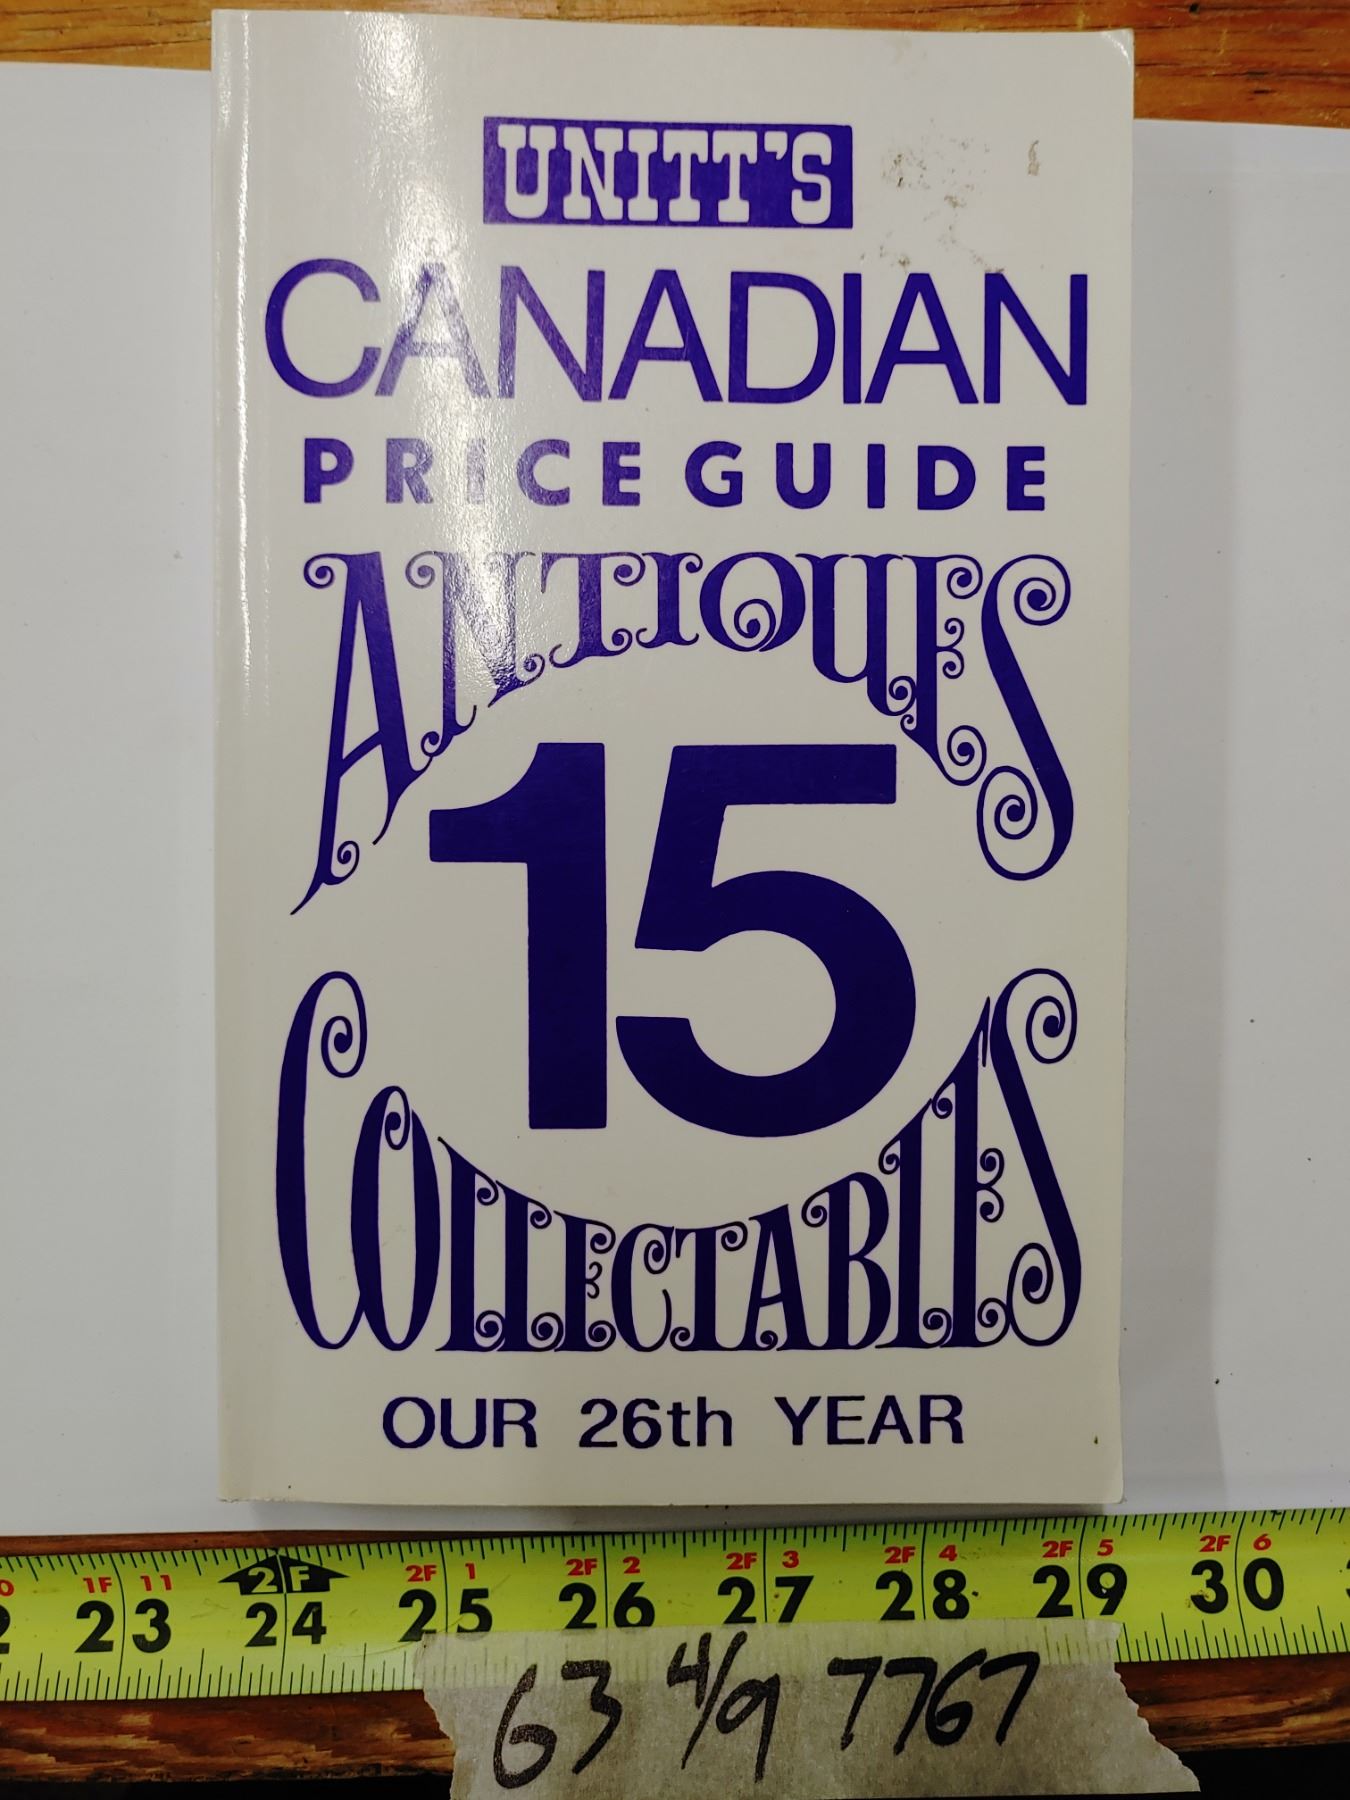 UNITT'S
CANADIAN
PRICE GUIDE
ANTIQUES
15
COLLECTABLES
OUR 26th YEAR
0 1F 11 2F 2F 1 2F 2 2F 3 2F 4 2F 5 2F 6
2 23 24 25 26 27 28 29 30
63 4/9 7767